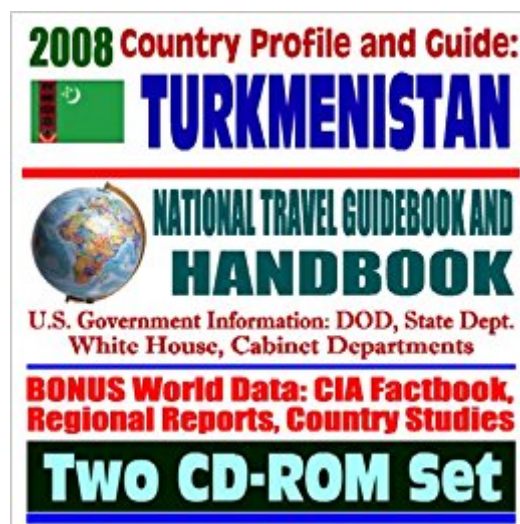 2008 Country Profile and Guide:
TURKMENISTAN
NATIONAL TRAVEL GUIDEBOOK AND
HANDBOOK
U.S. Government Information: DOD, State Dept.
White House, Cabinet Departments
BONUS World Data: CIA Factbook,
Regional Reports, Country Studies
Two CD-ROM Set